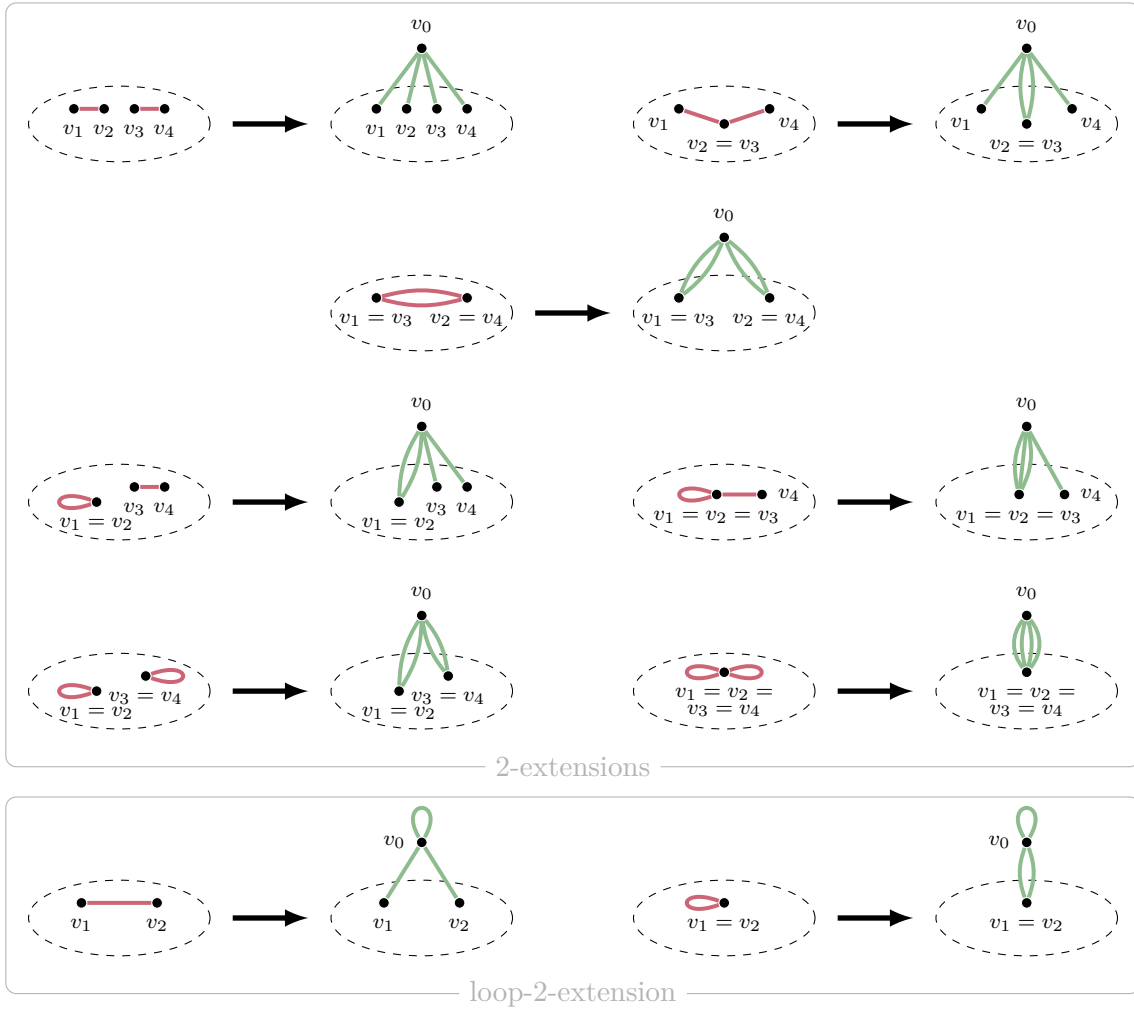 v₀ v₀
v₁ v₂ v₃ v₄ v₁ v₂ v₃ v₄ v₁ v₄ v₁ v₄
v₂ = v₃ v₂ = v₃
v₀
v₁ = v₃ v₂ = v₄ v₁ = v₃ v₂ = v₄
v₀ v₀
v₃ v₄ v₃ v₄ v₄ v₄
v₁ = v₂ v₁ = v₂ v₁ = v₂ = v₃ v₁ = v₂ = v₃
v₀ v₀
v₃ = v₄ v₃ = v₄ v₁ = v₂ = v₁ = v₂ =
v₁ = v₂ v₁ = v₂ v₃ = v₄ v₃ = v₄
2-extensions
v₀ v₀
v₁ v₂ v₁ v₂ v₁ = v₂ v₁ = v₂
loop-2-extension